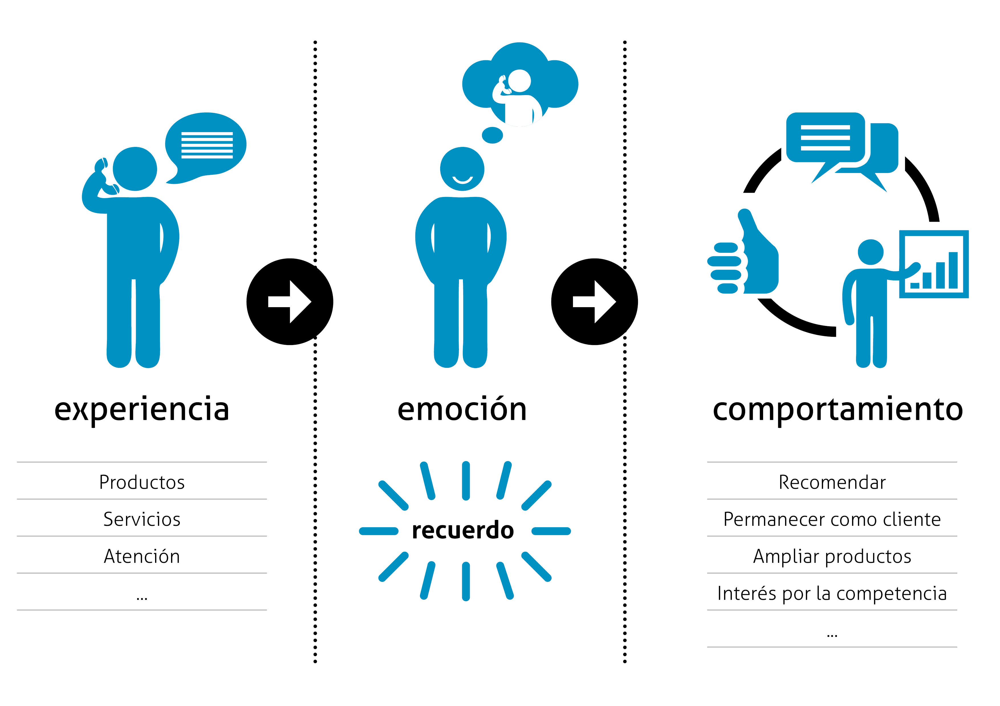 experiencia
Productos
Servicios
Atención
...
emoción
recuerdo
comportamiento
Recomendar
Permanecer como cliente
Ampliar productos
Interés por la competencia
...